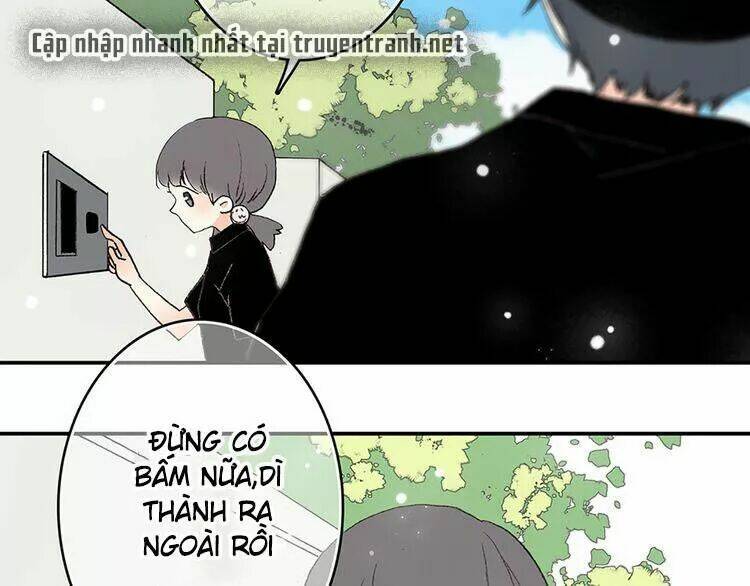 Cập nhập nhanh nhất tại truyentranh.net
ĐỪNG CÓ
BẤM NỮA,DÌ
THÀNH RA
NGOÀI RỒI